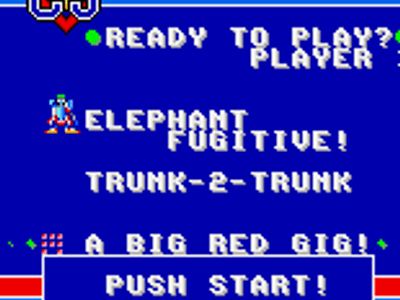 READY TO PLAY?
PLAYER
ELEPHANT
FUGITIVE!
TRUNK-2-TRUNK
A BIG RED GIG!
PUSH START!